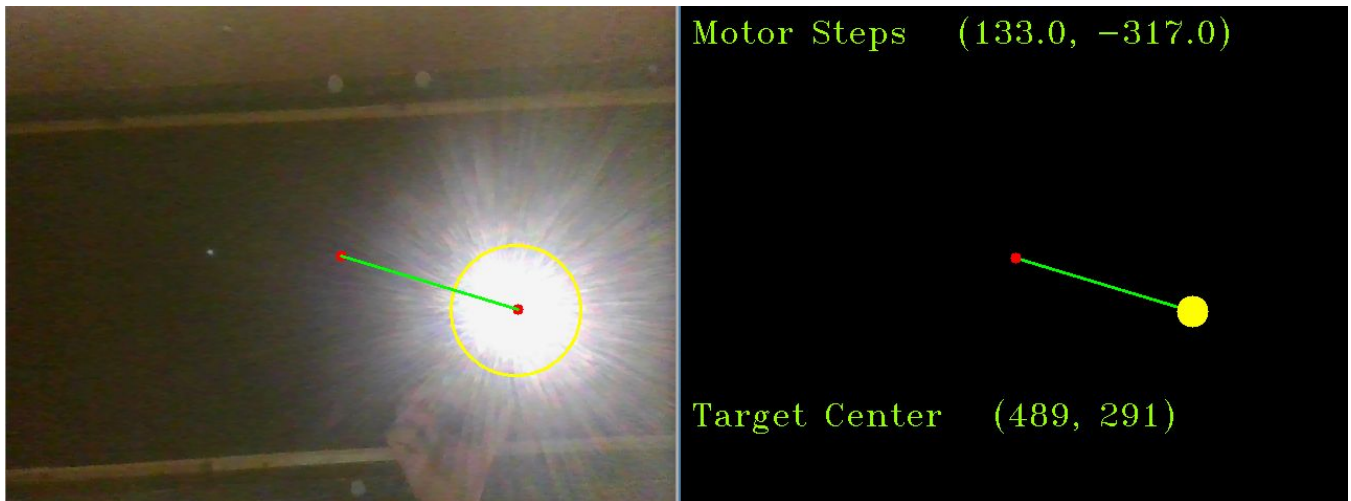 Motor Steps (133.0, −317.0)
Target Center (489, 291)